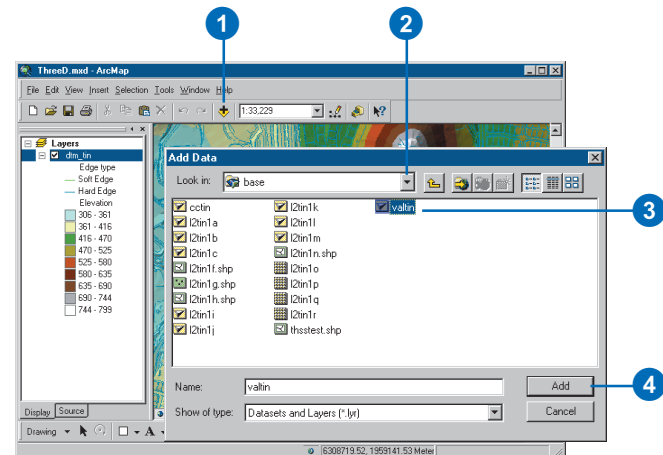 1
2
ThreeD.mxd - ArcMap
File Edit View Insert Selection Tools Window Help
1:33,229
Layers
dtm_tin
Edge type
Soft Edge
Hard Edge
Elevation
306 - 361
361 - 416
416 - 470
470 - 525
525 - 580
580 - 635
635 - 690
690 - 744
744 - 799
Display Source
Drawing A
Add Data
Look in: base
cctin l2tin1k valtin
l2tin1a l2tin1l
l2tin1b l2tin1m
l2tin1c l2tin1n.shp
l2tin1f.shp l2tin1o
l2tin1g.shp l2tin1p
l2tin1h.shp l2tin1q
l2tin1i l2tin1r
l2tin1j thsstest.shp
3
Name: valtin Add
4
Show of type: Datasets and Layers (*.lyr) Cancel
6308719.52, 1959141.53 Meter